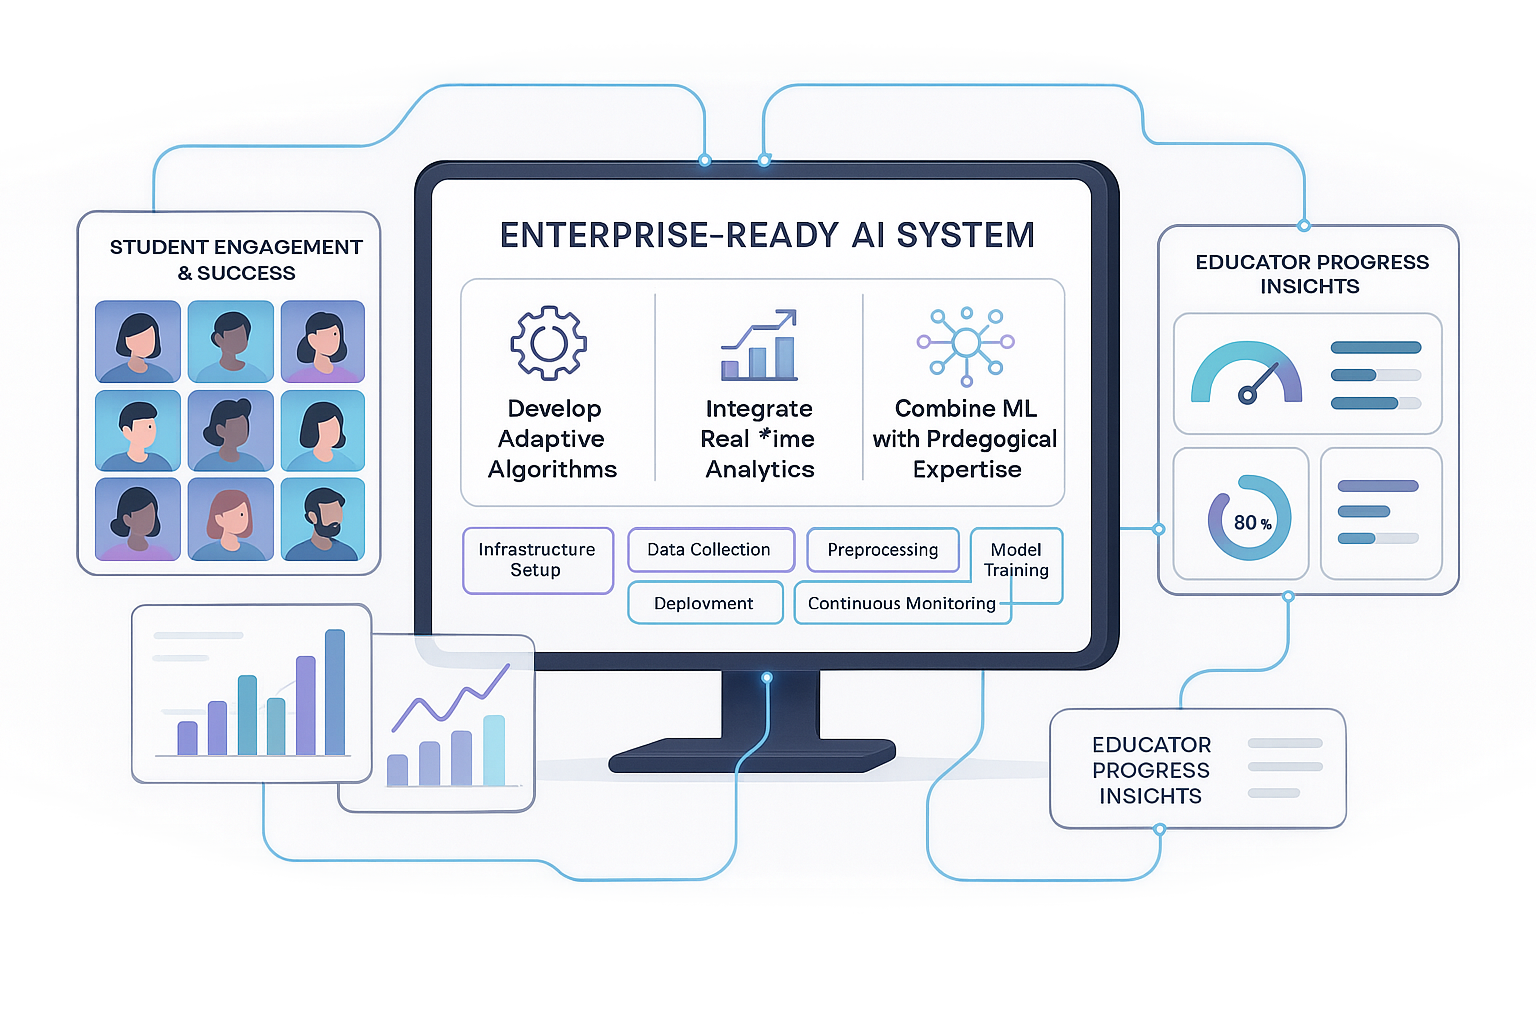 ENTERPRISE-READY AI SYSTEM
STUDENT ENGAGEMENT
& SUCCESS
Develop
Adaptive
Algorithms
Integrate
Real *ime
Analytics
Combine ML
with Prdegogical
Expertise
Infrastructure
Setup
Data Collection
Preprocessing
Model
Training
Deplovment
Continuous Monitoring
EDUCATOR PROGRESS
INSICHTS
80 %
EDUCATOR
PROGRESS
INSICHTS